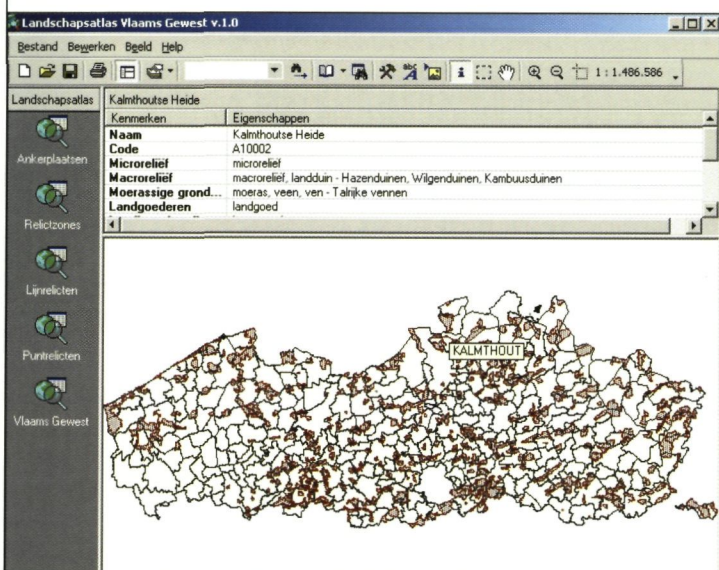 Landschapsatlas Vlaams Gewest v.1.0
Bestand Bewerken Beeld Help
abc 1:1.486.586
Landschapsatlas
Ankerplaatsen
Relictzones
Lijnrelicten
Puntrelicten
Vlaams Gewest
Kalmthoutse Heide
Kenmerken Eigenschappen
Naam Kalmthoutse Heide
Code A10002
Microreliëf microreliëf
Macroreliëf macroreliëf, landduin - Hazenduinen, Wilgenduinen, Kambuusduinen
Moerassige grond... moeras, veen, ven - Talrijke vennen
Landgoederen landgoed
KALMTHOUT